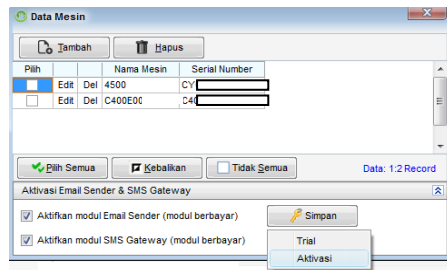 Data Mesin
Tambah Hapus
Pilih Nama Mesin Serial Number
Edit Del 4500 CY
Edit Del C400E00 C40
Pilih Semua Kebalikan Tidak Semua Data: 1:2 Record
Aktivasi Email Sender & SMS Gateway
Aktifkan modul Email Sender (modul berbayar) Simpan
Trial
Aktifkan modul SMS Gateway (modul berbayar)
Aktivasi